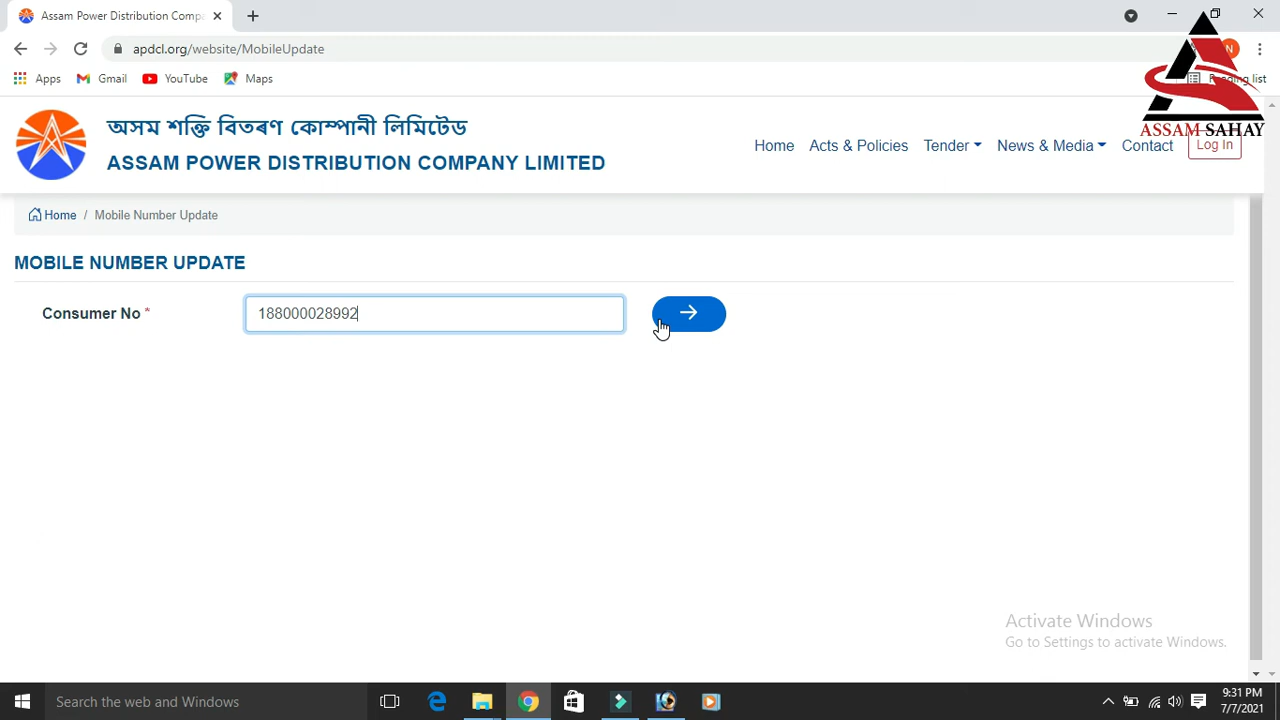 Assam Power Distribution Comp
apdcl.org/website/MobileUpdate
N
Apps Gmail YouTube Maps
Reading list
ASSAM SAHAY
অসম শক্তি বিতৰণ কোম্পানী লিমিটেড
ASSAM POWER DISTRIBUTION COMPANY LIMITED
Home Acts & Policies Tender News & Media Contact Log In
Home / Mobile Number Update
MOBILE NUMBER UPDATE
Consumer No * 188000028992
Activate Windows
Go to Settings to activate Windows.
Search the web and Windows
9:31 PM
7/7/2021